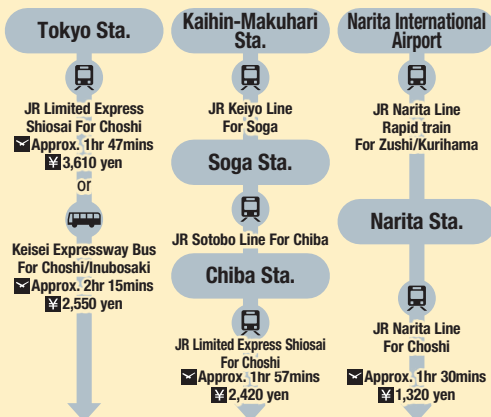 Tokyo Sta.
JR Limited Express
Shiosai For Choshi
Approx. 1hr 47mins
¥3,610 yen
or
Keisei Expressway Bus
For Choshi/Inubosaki
Approx. 2hr 15mins
¥2,550 yen
Kaihin-Makuhari
Sta.
JR Keiyo Line
For Soga
Soga Sta.
JR Sotobo Line For Chiba
Chiba Sta.
JR Limited Express Shiosai
For Choshi
Approx. 1hr 57mins
¥2,420 yen
Narita International
Airport
JR Narita Line
Rapid train
For Zushi/Kurihama
Narita Sta.
JR Narita Line
For Choshi
Approx. 1hr 30mins
¥1,320 yen